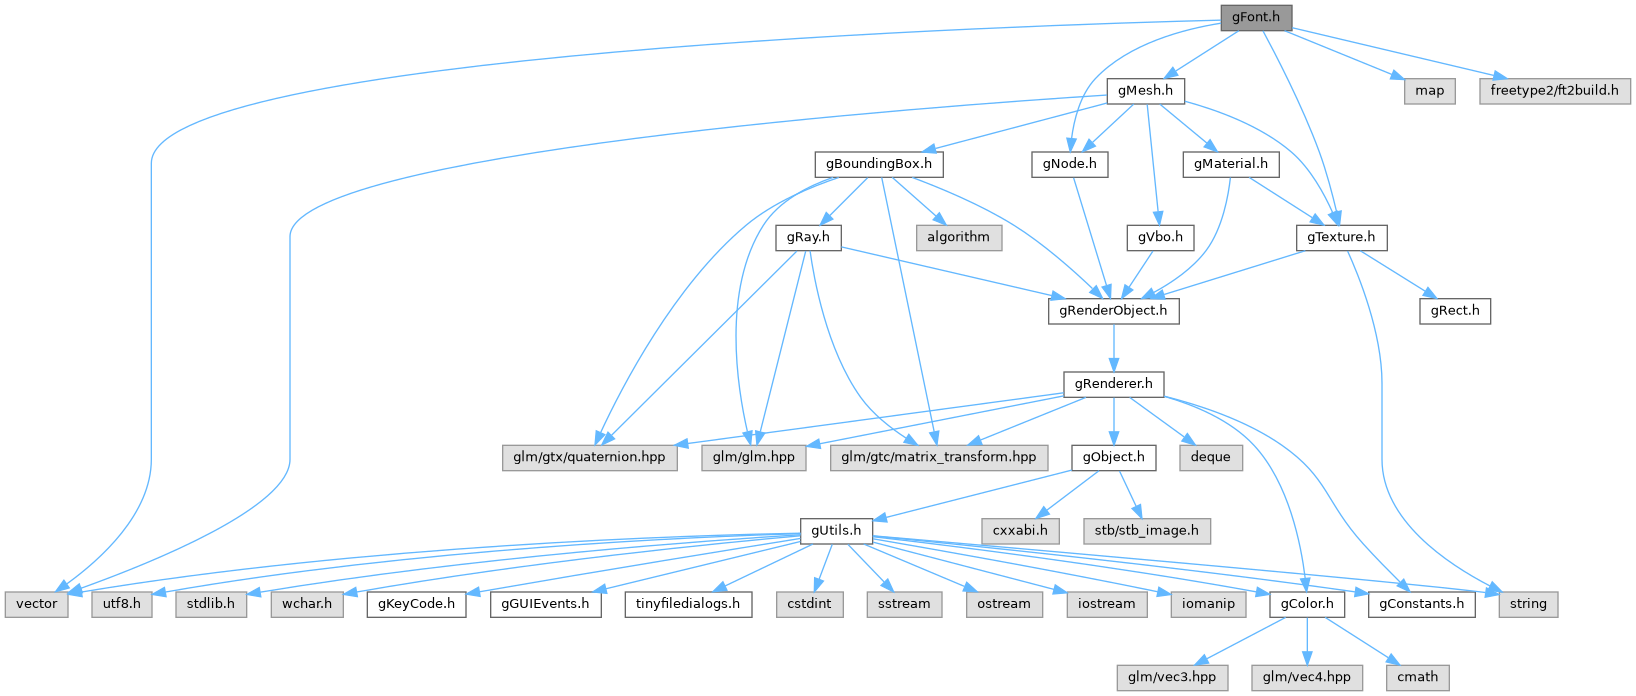 gFont.h
gMesh.h
map
freetype2/ft2build.h
gBoundingBox.h
gNode.h
gMaterial.h
gRay.h
algorithm
gVbo.h
gTexture.h
gRenderObject.h
gRect.h
gRenderer.h
glm/gtx/quaternion.hpp
glm/glm.hpp
glm/gtc/matrix_transform.hpp
gObject.h
deque
gUtils.h
cxxabi.h
stb/stb_image.h
vector
utf8.h
stdlib.h
wchar.h
gKeyCode.h
gGUIEvents.h
tinyfiledialogs.h
cstdint
sstream
ostream
iostream
iomanip
gColor.h
gConstants.h
string
glm/vec3.hpp
glm/vec4.hpp
cmath